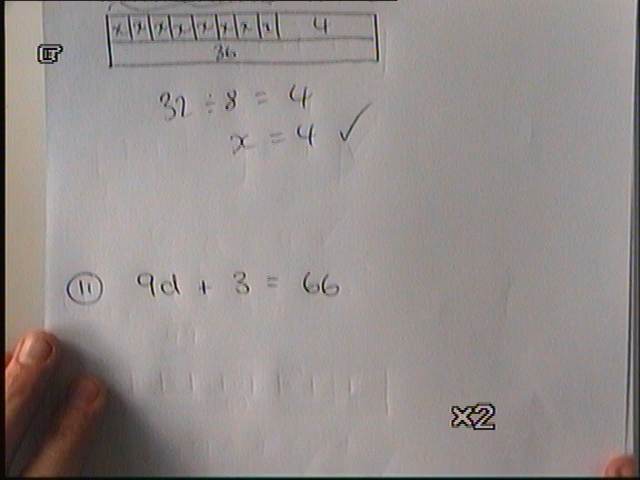 x x x x x x x x 4
36
32 ÷ 8 = 4
x = 4 ✓
(11) 9d + 3 = 66
x2